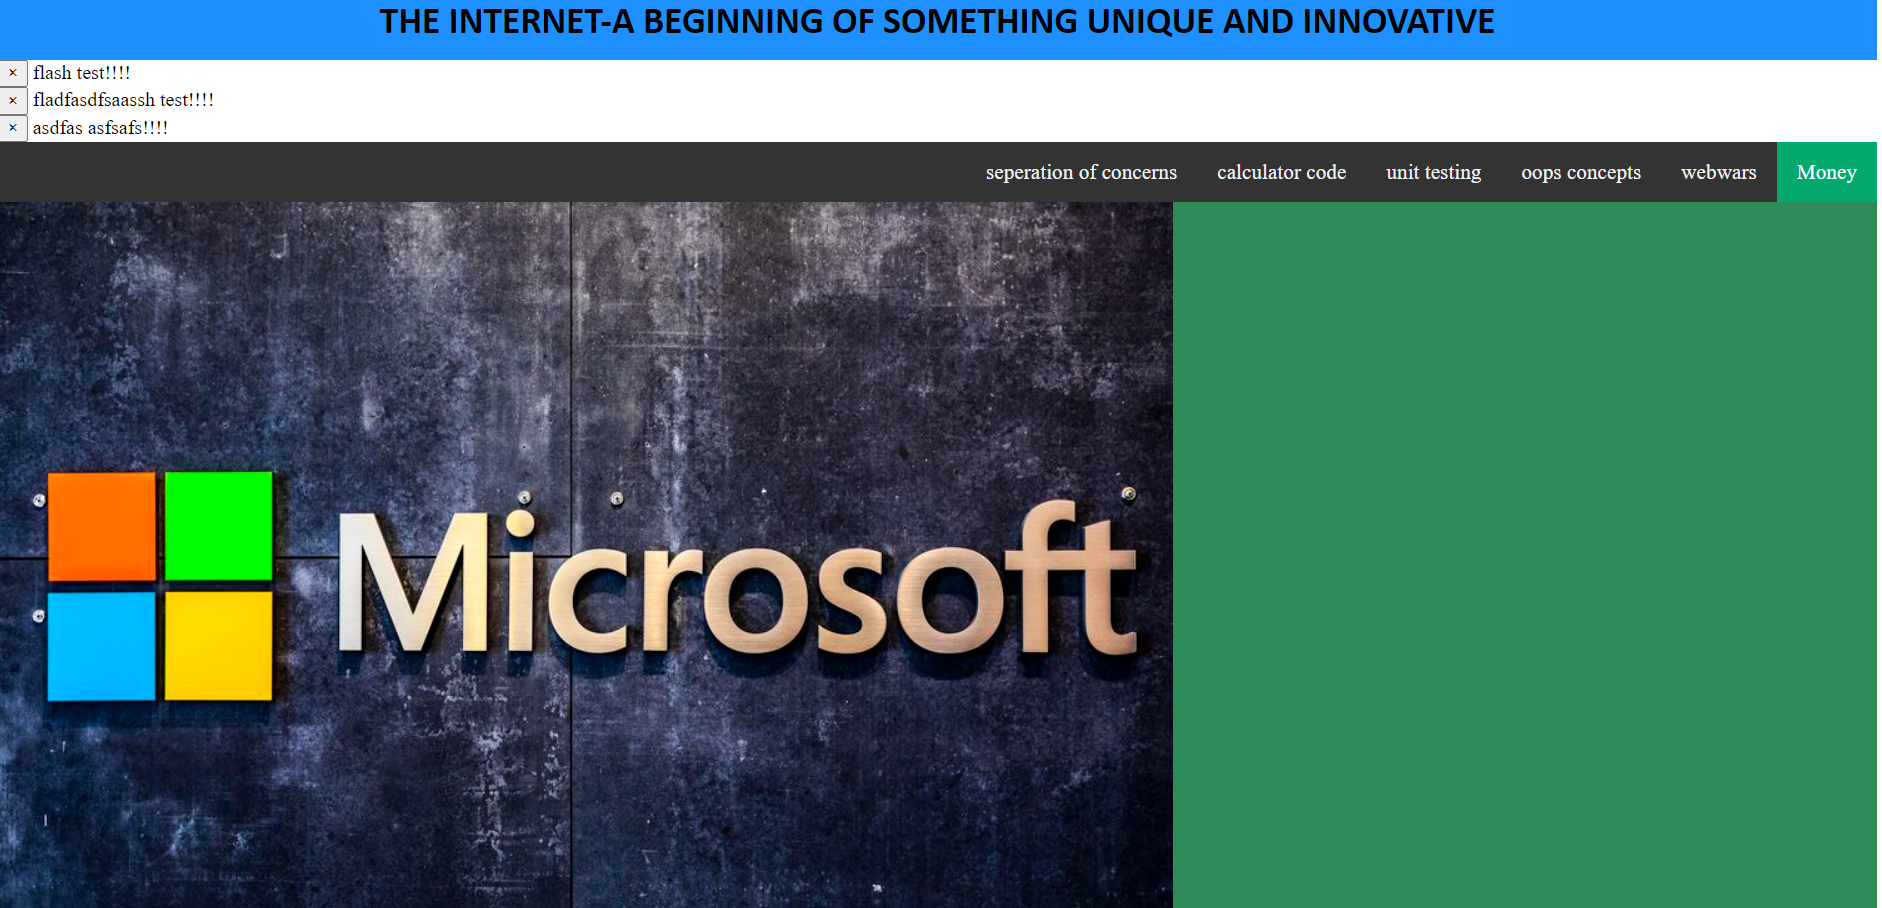 THE INTERNET-A BEGINNING OF SOMETHING UNIQUE AND INNOVATIVE
× flash test!!!!
× fladfasdfsaassh test!!!!
× asdfas asfsafs!!!!
seperation of concerns calculator code unit testing oops concepts webwars Money
Microsoft